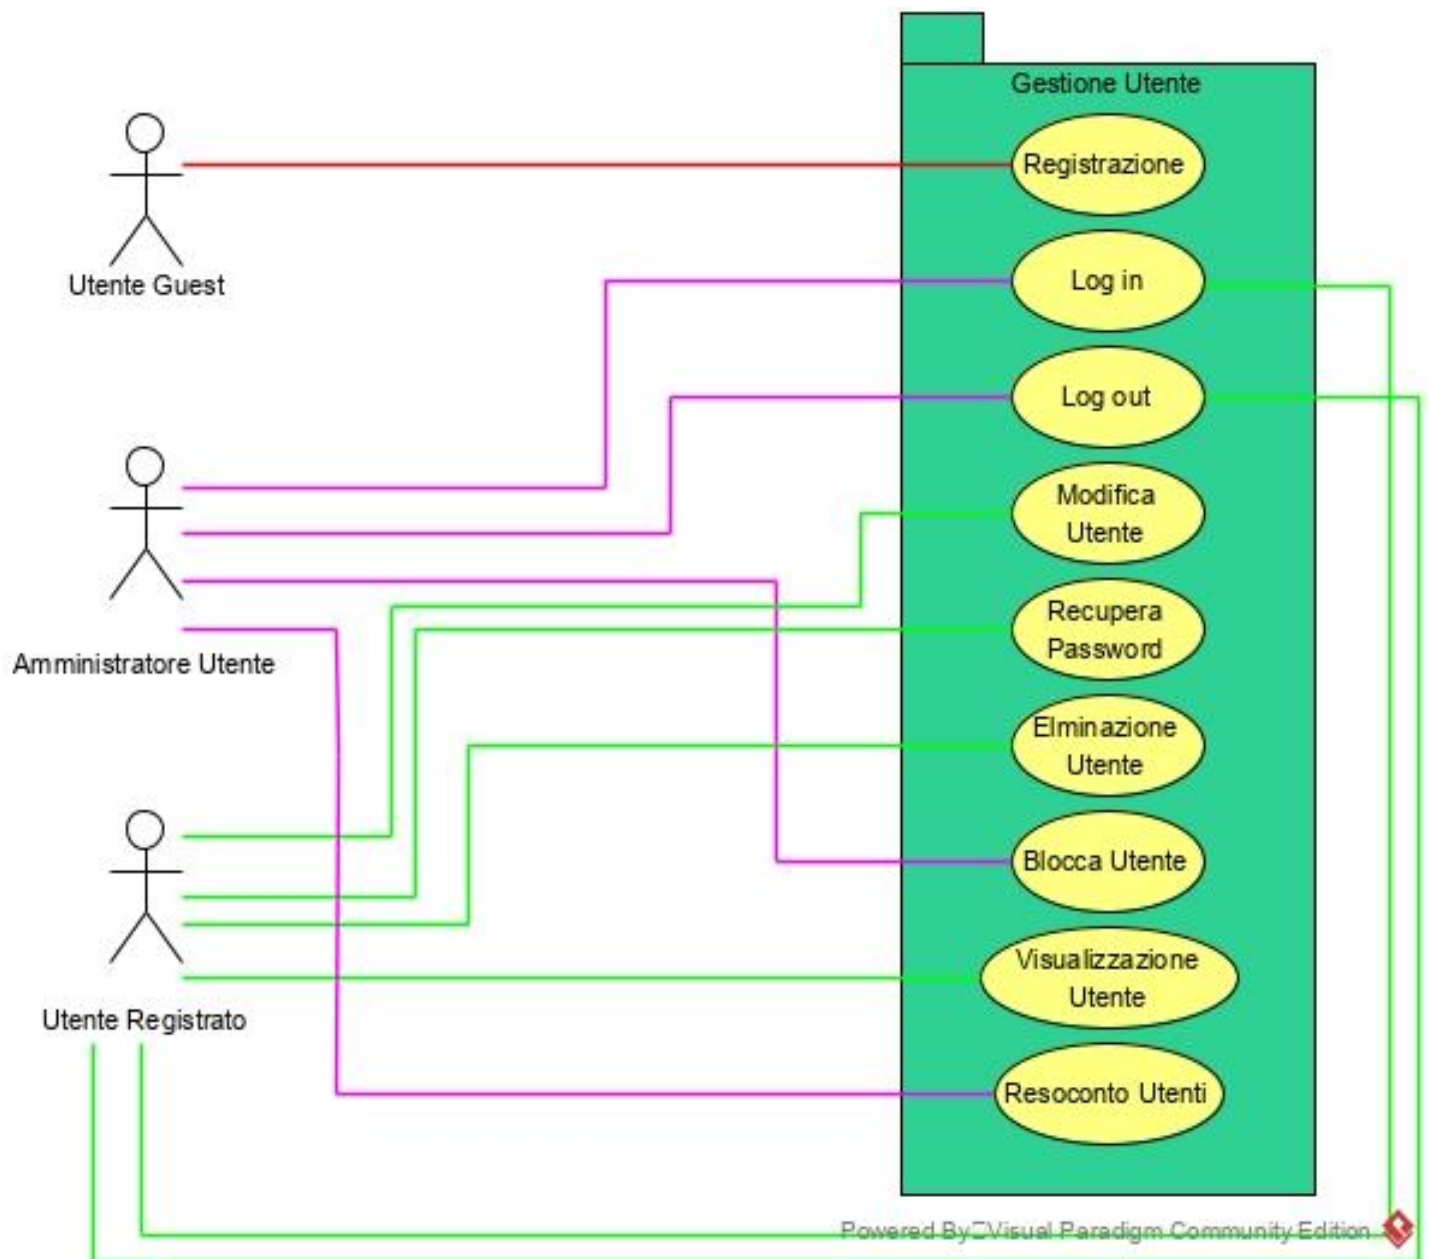 Gestione Utente
Registrazione
Utente Guest
Log in
Log out
Modifica
Utente
Recupera
Password
Amministratore Utente
Elminazione
Utente
Blocca Utente
Visualizzazione
Utente
Utente Registrato
Resoconto Utenti
Powered By Visual Paradigm Community Edition